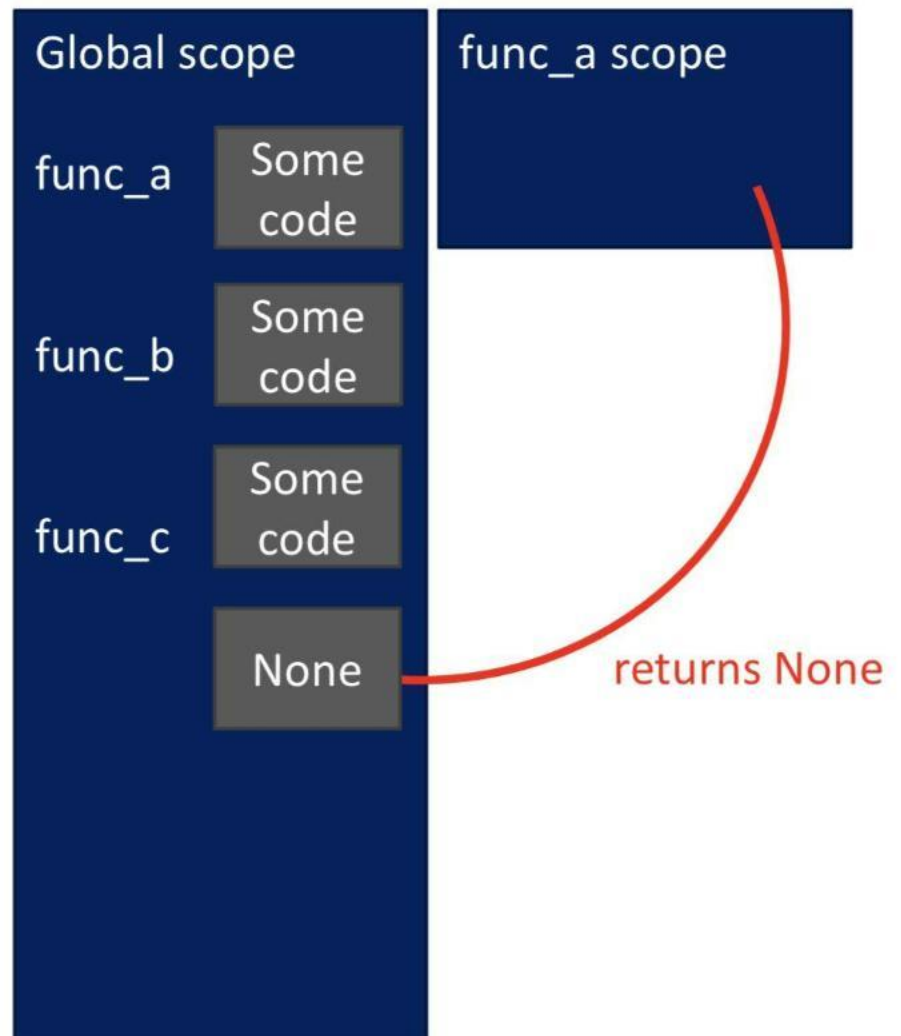 Global scope
func_a scope
func_a
Some
code
func_b
Some
code
func_c
Some
code
None
returns None